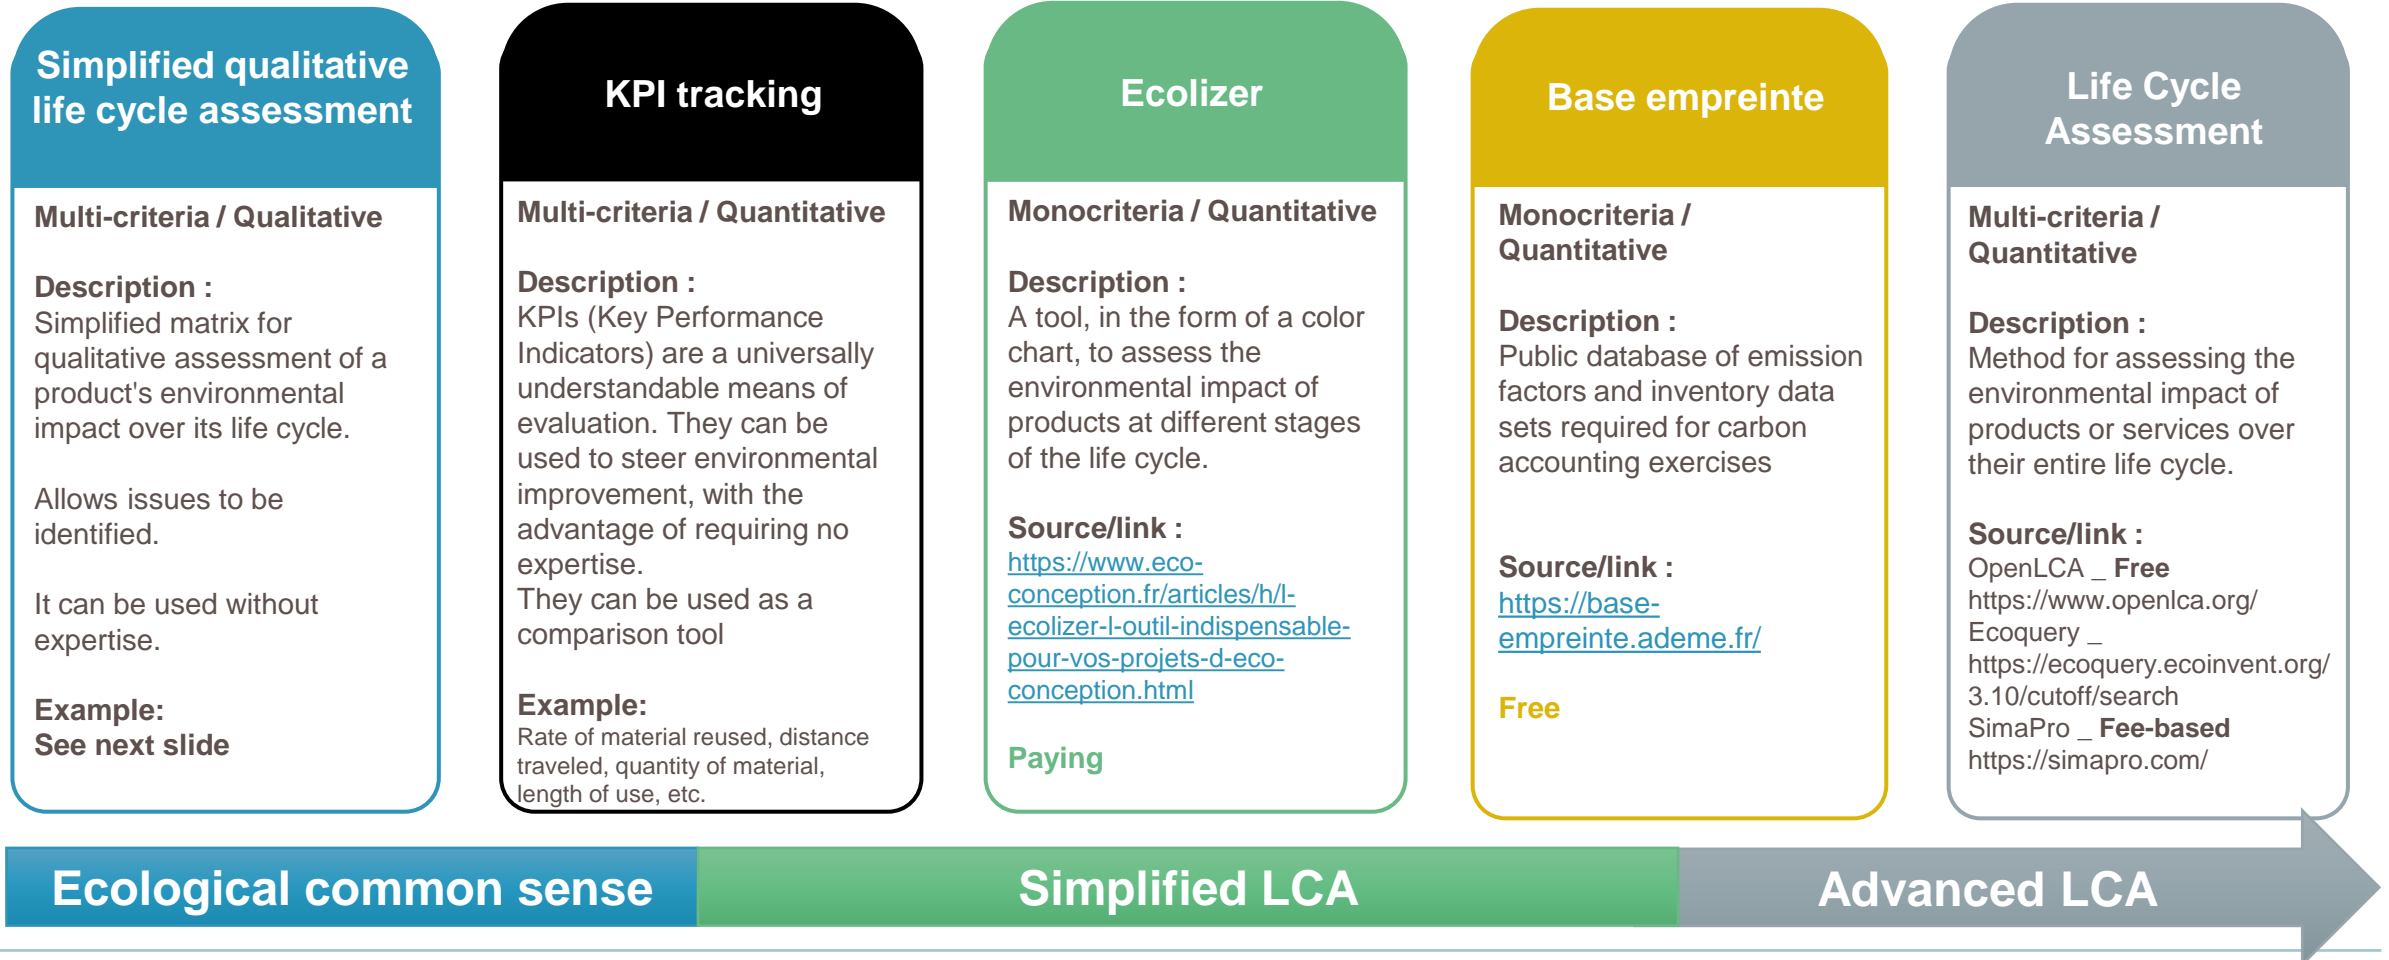 Simplified qualitative
life cycle assessment
Multi-criteria / Qualitative
Description :
Simplified matrix for
qualitative assessment of a
product's environmental
impact over its life cycle.
Allows issues to be
identified.
It can be used without
expertise.
Example:
See next slide
KPI tracking
Multi-criteria / Quantitative
Description :
KPIs (Key Performance
Indicators) are a universally
understandable means of
evaluation. They can be
used to steer environmental
improvement, with the
advantage of requiring no
expertise.
They can be used as a
comparison tool
Example:
Rate of material reused, distance
traveled, quantity of material,
length of use, etc.
Ecolizer
Monocriteria / Quantitative
Description :
A tool, in the form of a color
chart, to assess the
environmental impact of
products at different stages
of the life cycle.
Source/link :
https://www.eco-
conception.fr/articles/h/l-
ecolizer-l-outil-indispensable-
pour-vos-projets-d-eco-
conception.html
Paying
Base empreinte
Monocriteria /
Quantitative
Description :
Public database of emission
factors and inventory data
sets required for carbon
accounting exercises
Source/link :
https://base-
empreinte.ademe.fr/
Free
Life Cycle
Assessment
Multi-criteria /
Quantitative
Description :
Method for assessing the
environmental impact of
products or services over
their entire life cycle.
Source/link :
OpenLCA _ Free
https://www.openlca.org/
Ecoquery _
https://ecoquery.ecoinvent.org/
3.10/cutoff/search
SimaPro _ Fee-based
https://simapro.com/
Ecological common sense
Simplified LCA
Advanced LCA